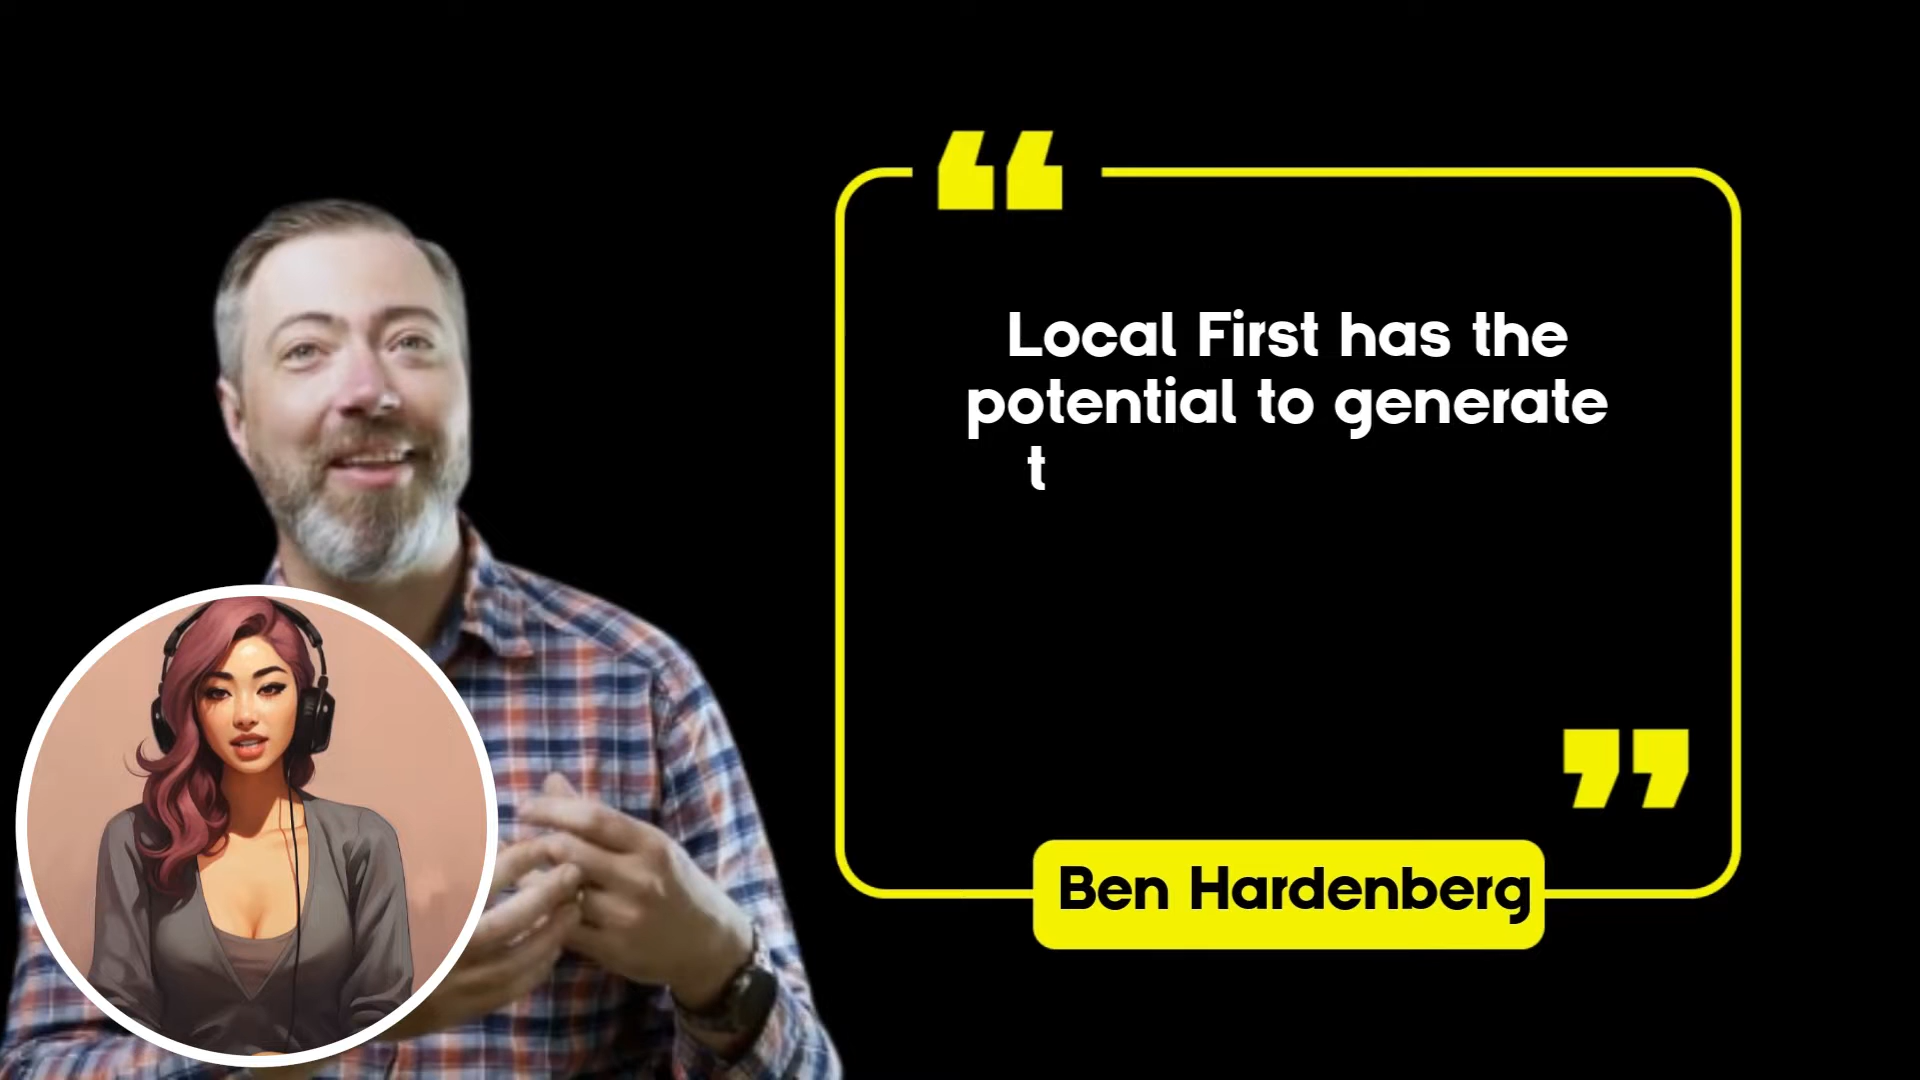 “
Local First has the
potential to generate
t
”
Ben Hardenberg